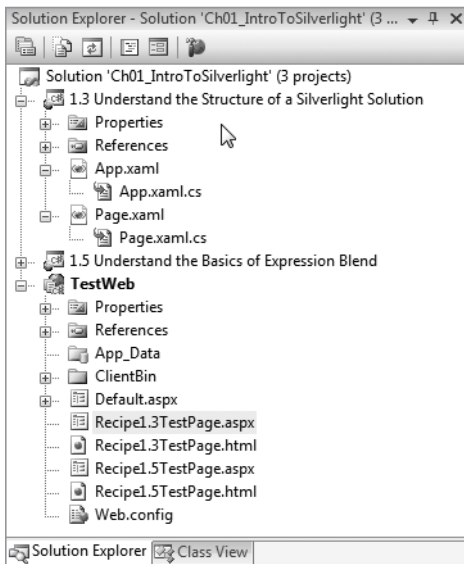 Solution Explorer - Solution 'Ch01_IntroToSilverlight' (3 ...
Solution 'Ch01_IntroToSilverlight' (3 projects)
1.3 Understand the Structure of a Silverlight Solution
Properties
References
App.xaml
App.xaml.cs
Page.xaml
Page.xaml.cs
1.5 Understand the Basics of Expression Blend
TestWeb
Properties
References
App_Data
ClientBin
Default.aspx
Recipe1.3TestPage.aspx
Recipe1.3TestPage.html
Recipe1.5TestPage.aspx
Recipe1.5TestPage.html
Web.config
Solution Explorer Class View